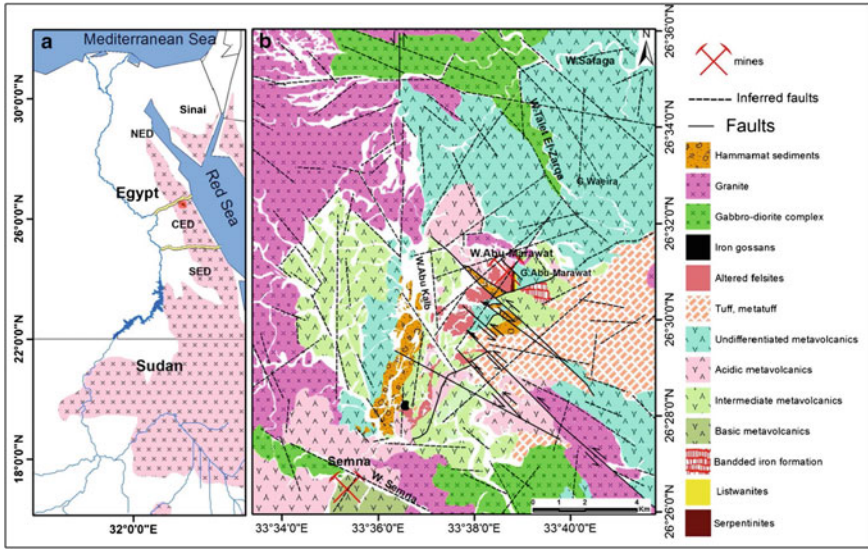 a
Mediterranean Sea
Sinai
NED
Egypt
Red Sea
CED
SED
Sudan
30°0'0"N
26°0'0"N
22°0'0"N
18°0'0"N
32°0'0"E
b
N
W.Safaga
W.Talet El-Zarqa
G.Waeira
W.Abu-Marawat
G.Abu-Marawat
W.Abu Kalb
Semna
W. Semda
0 1 2 4
Km
33°34'0"E
33°36'0"E
33°38'0"E
33°40'0"E
26°36'0"N
26°34'0"N
26°32'0"N
26°30'0"N
26°28'0"N
26°26'0"N
mines
Inferred faults
Faults
Hammamat sediments
Granite
Gabbro-diorite complex
Iron gossans
Altered felsites
Tuff, metatuff
Undifferentiated metavolcanics
Acidic metavolcanics
Intermediate metavolcanics
Basic metavolcanics
Bandded iron formation
Listwanites
Serpentinites